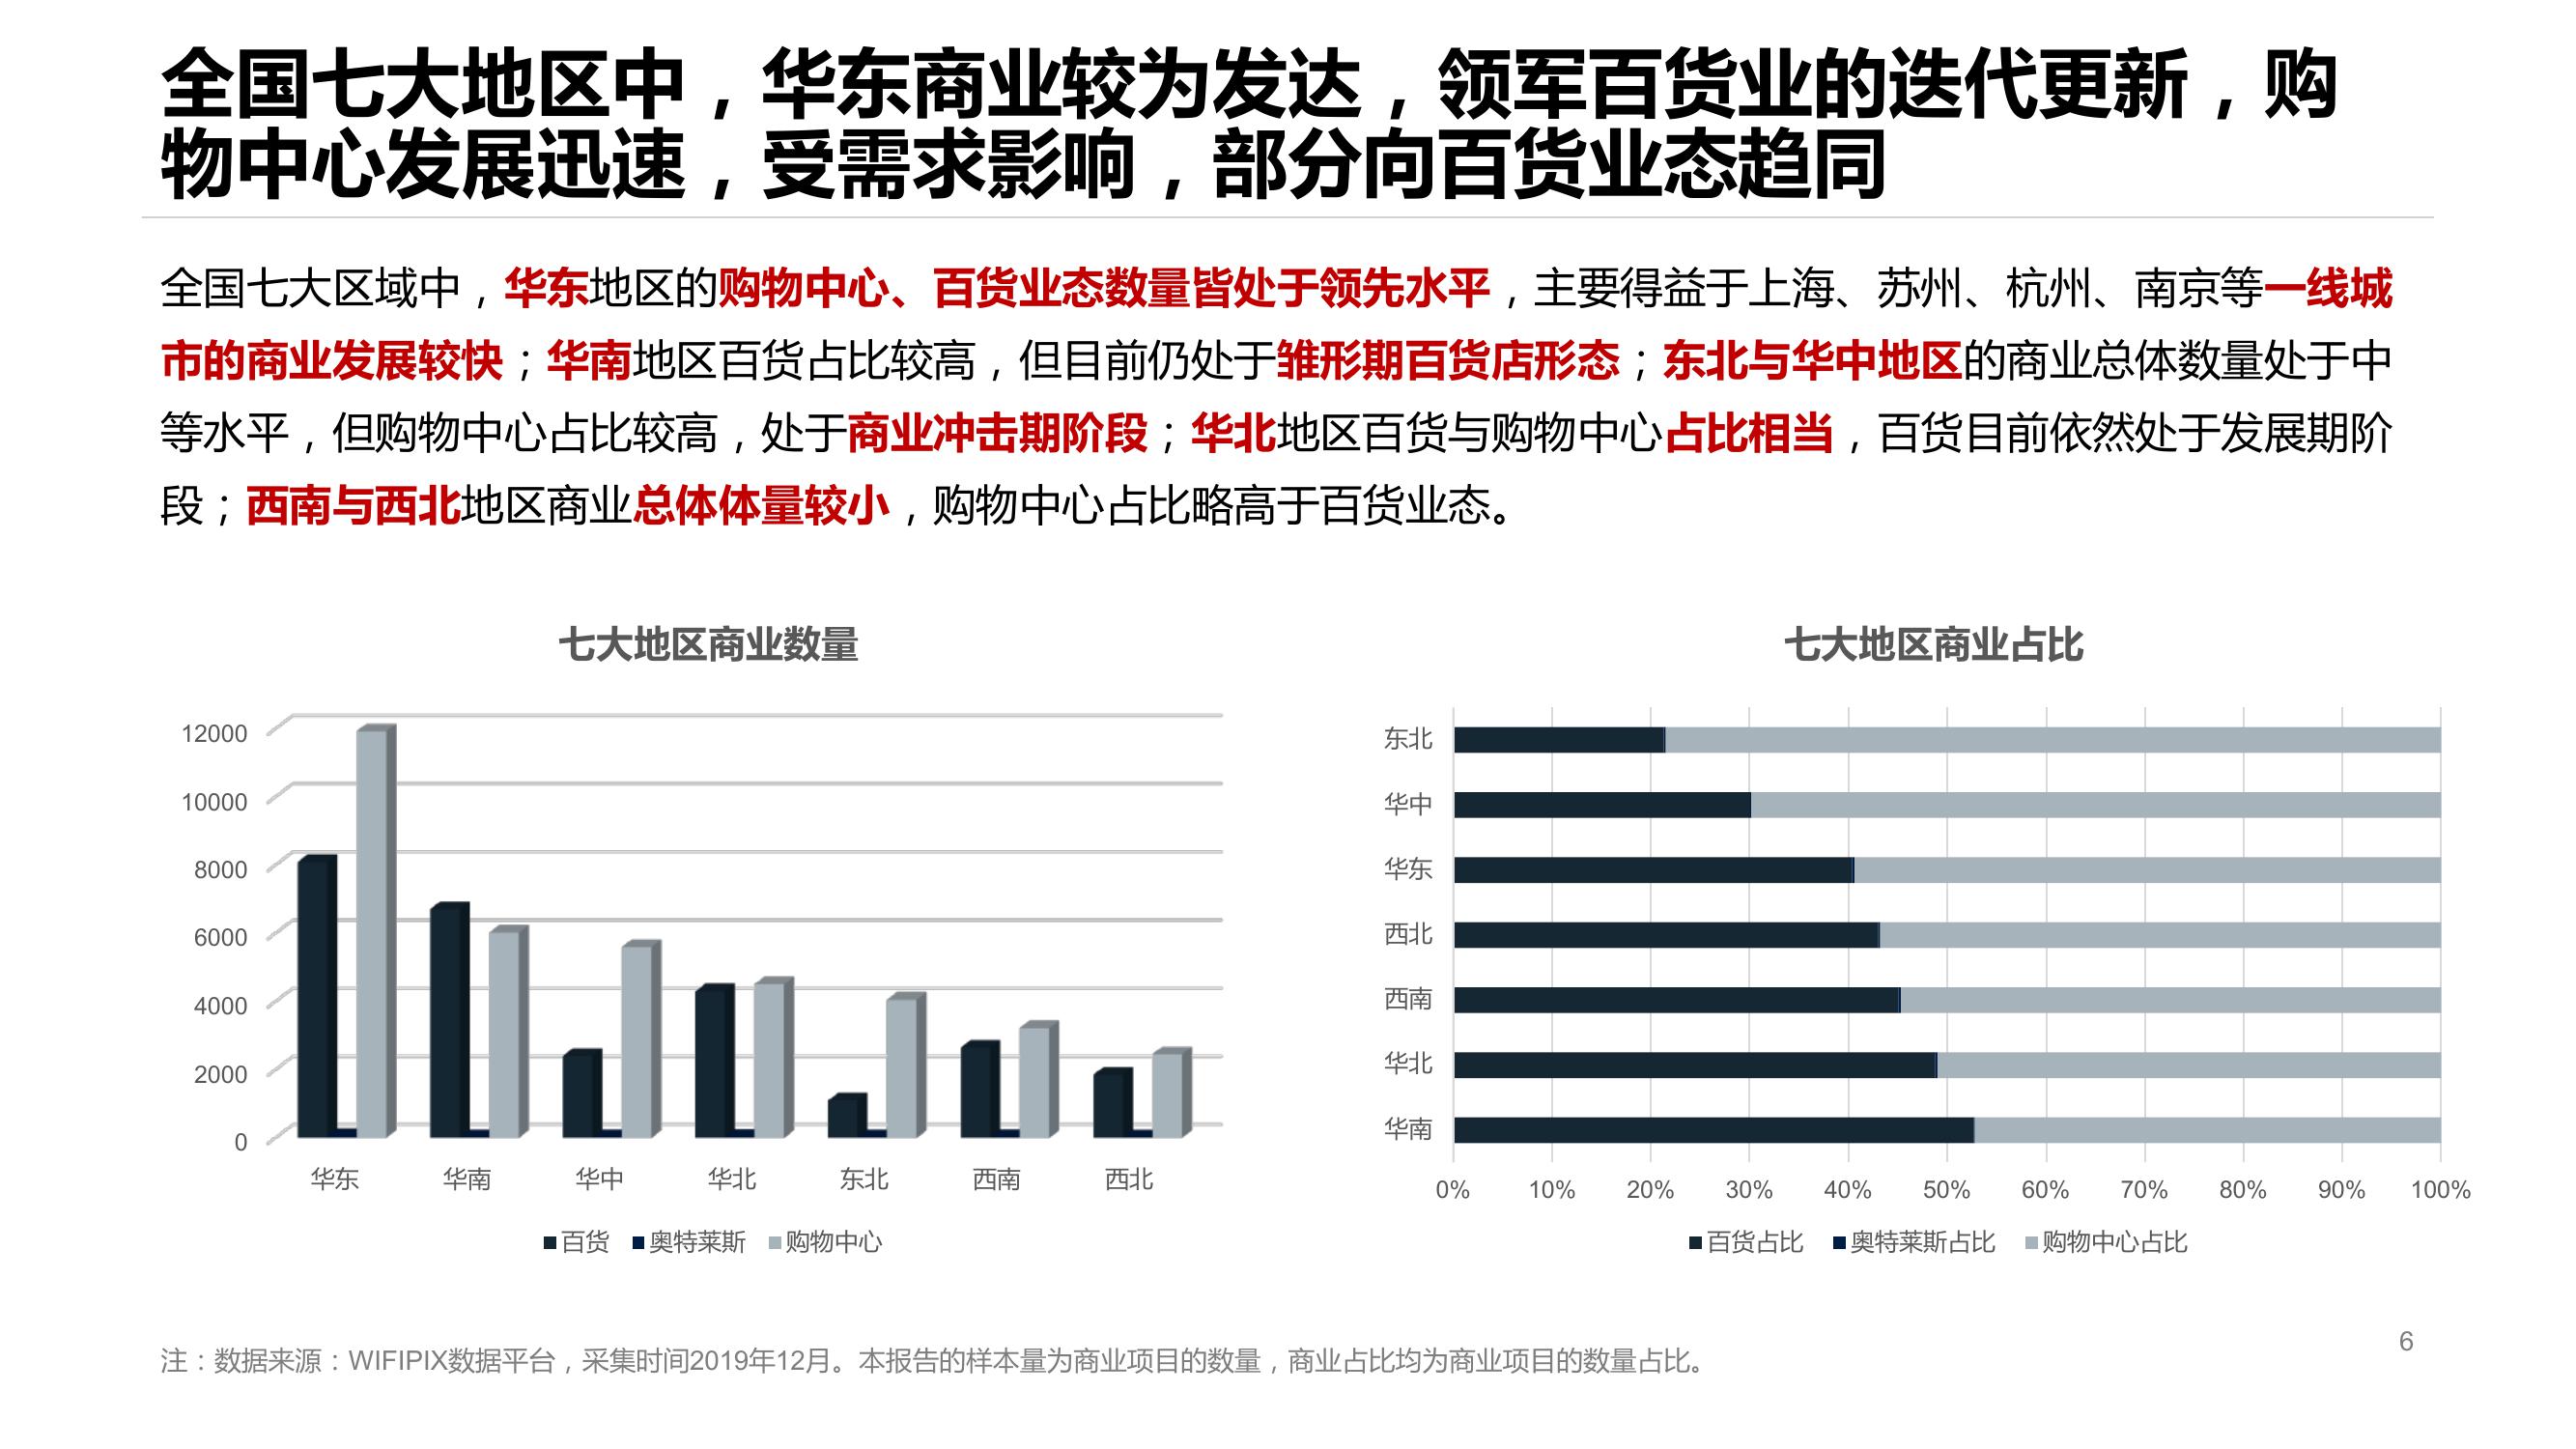 全国七大地区中，华东商业较为发达，领军百货业的迭代更新，购
物中心发展迅速，受需求影响，部分向百货业态趋同
全国七大区域中，华东地区的购物中心、百货业态数量皆处于领先水平，主要得益于上海、苏州、杭州、南京等一线城
市的商业发展较快；华南地区百货占比较高，但目前仍处于雏形期百货店形态；东北与华中地区的商业总体数量处于中
等水平，但购物中心占比较高，处于商业冲击期阶段；华北地区百货与购物中心占比相当，百货目前依然处于发展期阶
段；西南与西北地区商业总体体量较小，购物中心占比略高于百货业态。
七大地区商业数量
12000
10000
8000
6000
4000
2000
0
华东 华南 华中 华北 东北 西南 西北
百货 奥特莱斯 购物中心
七大地区商业占比
东北
华中
华东
西北
西南
华北
华南
0% 10% 20% 30% 40% 50% 60% 70% 80% 90% 100%
百货占比 奥特莱斯占比 购物中心占比
注：数据来源：WIFIPIX数据平台，采集时间2019年12月。本报告的样本量为商业项目的数量，商业占比均为商业项目的数量占比。
6